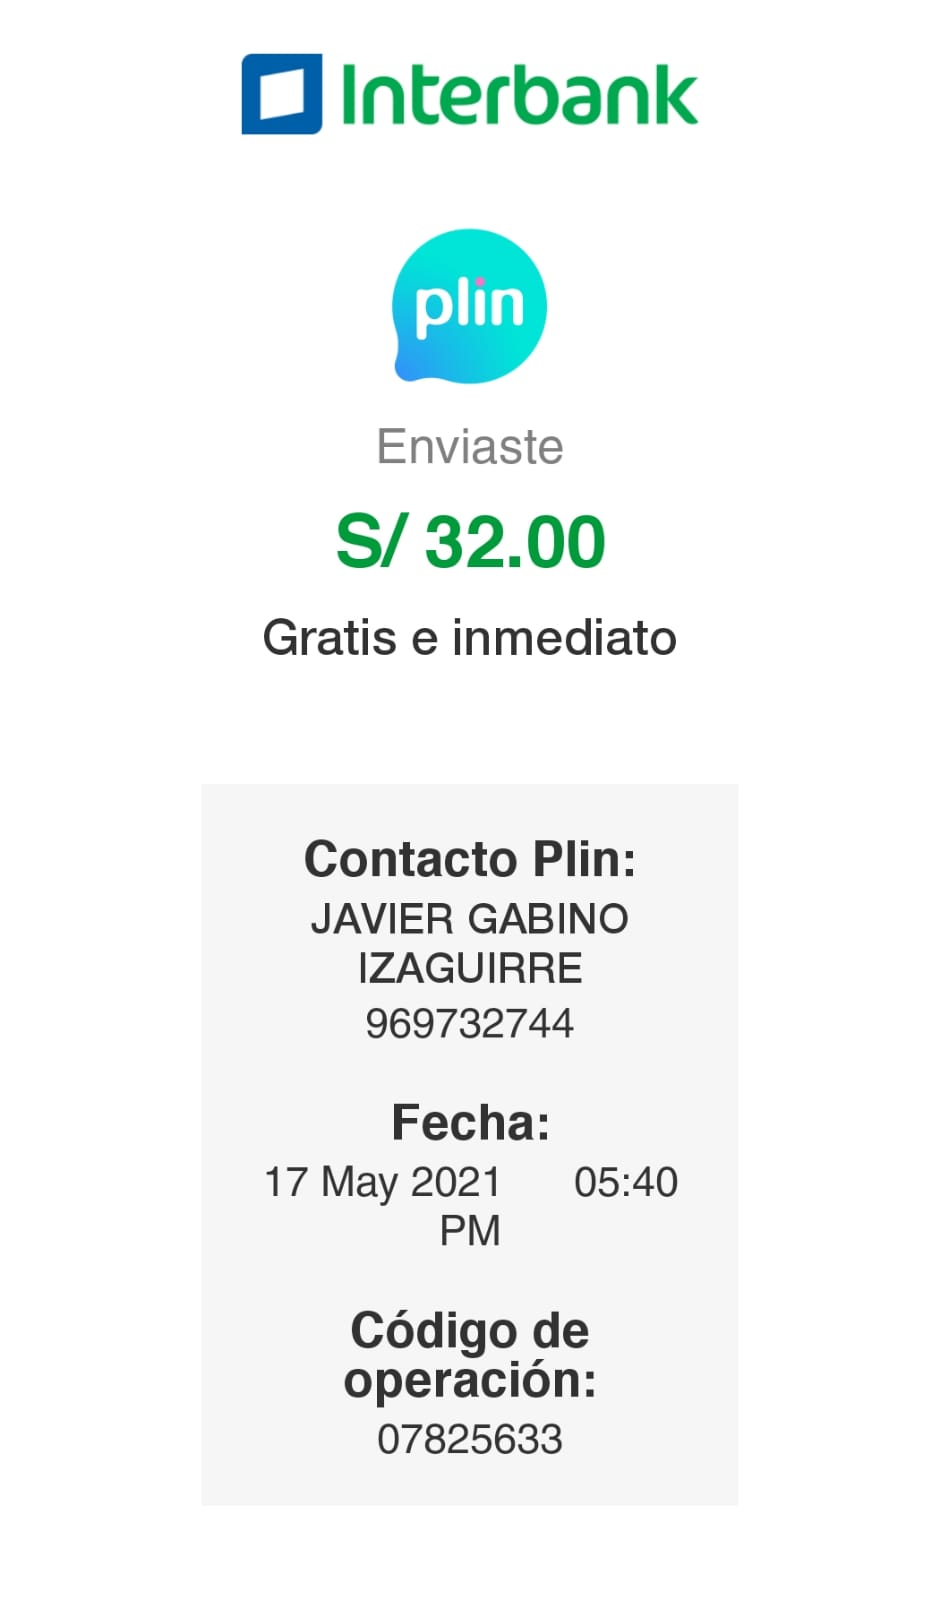 Interbank
plin
Enviaste
S/ 32.00
Gratis e inmediato
Contacto Plin:
JAVIER GABINO
IZAGUIRRE
969732744
Fecha:
17 May 2021 05:40
PM
Código de
operación:
07825633